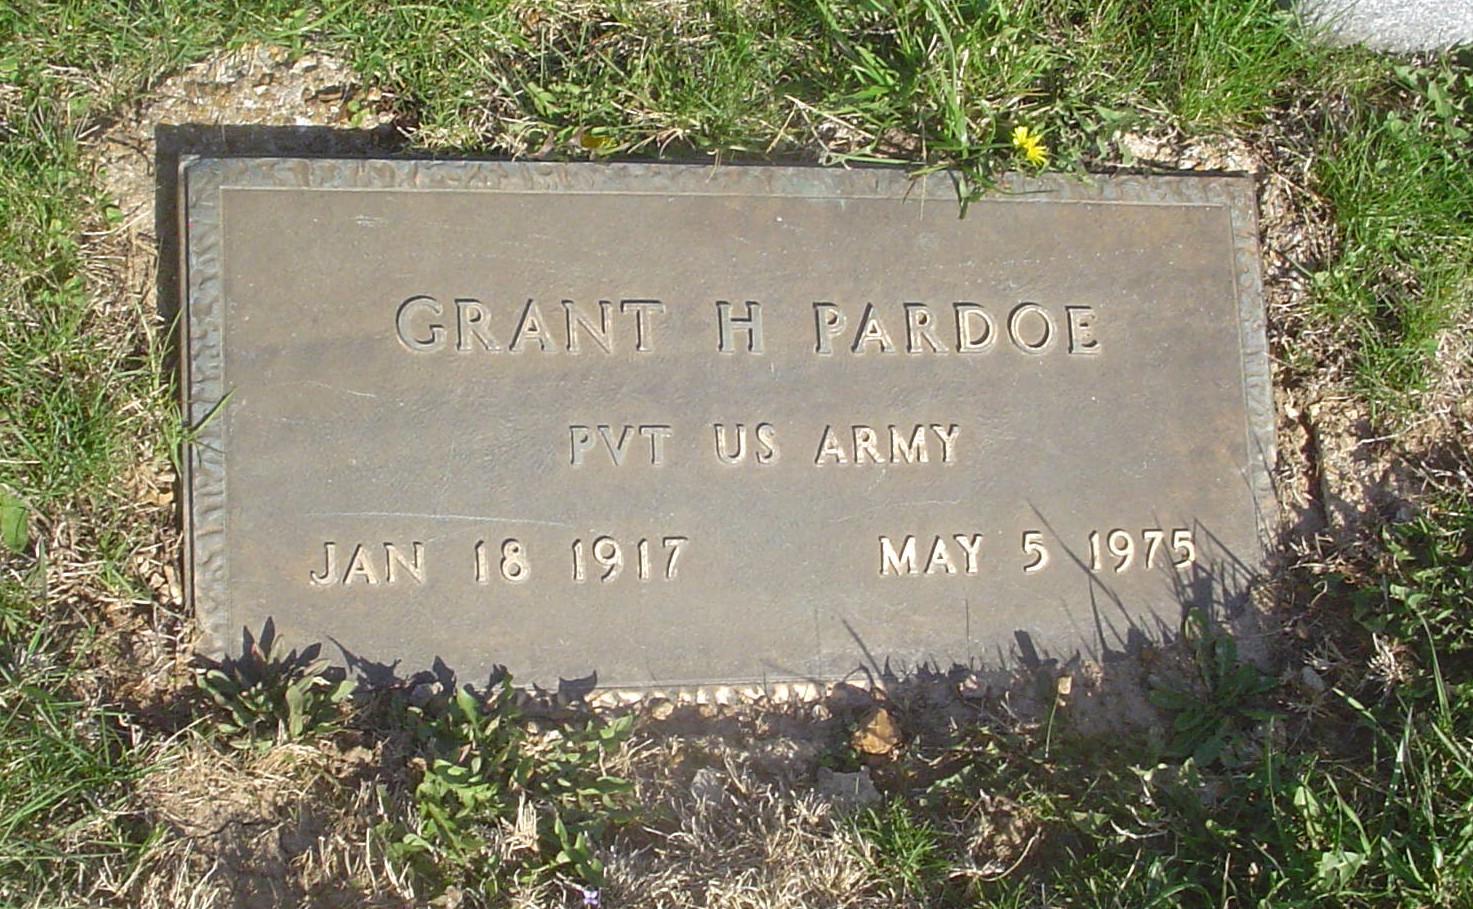 GRANT H PARDOE
PVT US ARMY
JAN 18 1917 MAY 5 1975